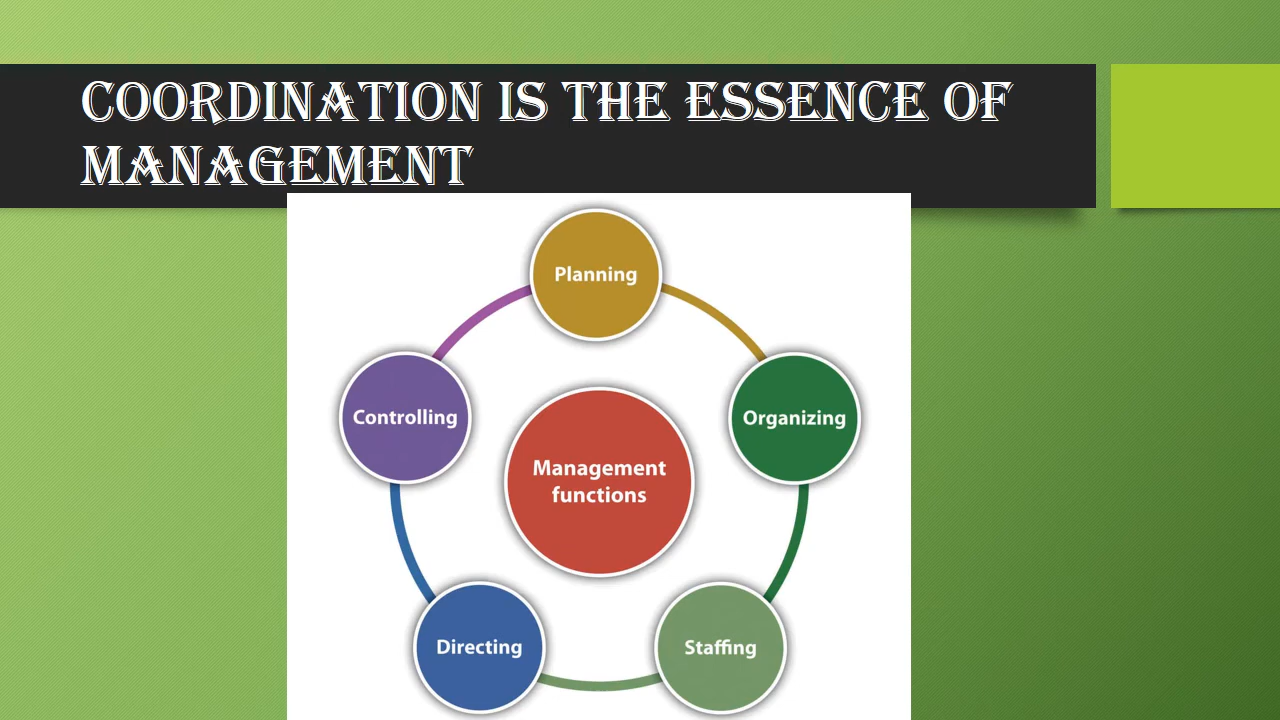 COORDINATION IS THE ESSENCE OF
MANAGEMENT
Planning
Controlling
Organizing
Management
functions
Directing
Staffing